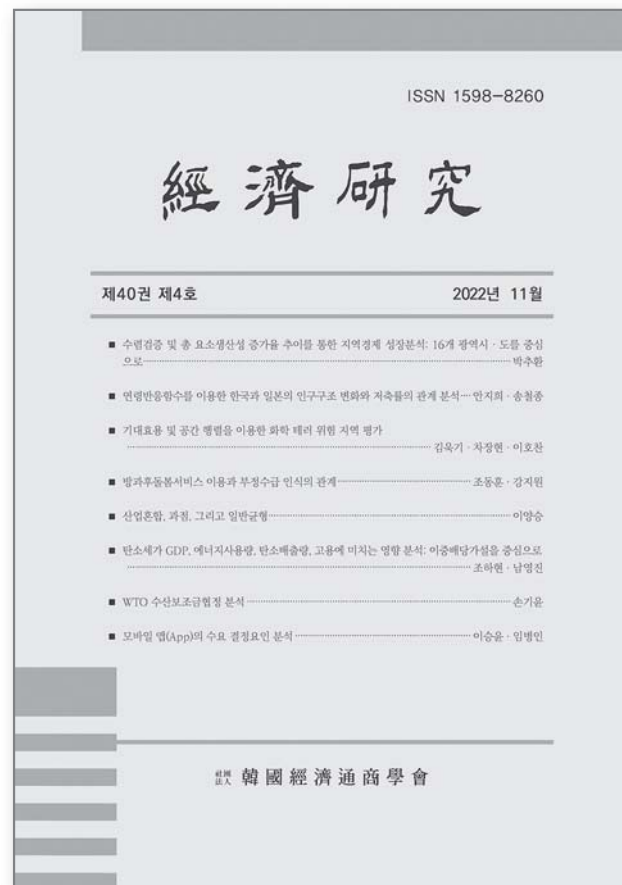 ISSN 1598-8260
經濟研究
제40권 제4호 2022년 11월
■ 수렴검증 및 총 요소생산성 증가율 추이를 통한 지역경제 성장분석: 16개 광역시·도를 중심
으로 박추환
■ 연령반응함수를 이용한 한국과 일본의 인구구조 변화와 저축률의 관계 분석 안지희·송철종
■ 기대효용 및 공간 행렬을 이용한 화학 테러 위험 지역 평가
김욱기·차장현·이호찬
■ 방과후돌봄서비스 이용과 부정수급 인식의 관계 조동훈·강지원
■ 산업혼합, 과점, 그리고 일반균형 이양승
■ 탄소세가 GDP, 에너지사용량, 탄소배출량, 고용에 미치는 영향 분석: 이중배당가설을 중심으로
조하현·남영진
■ WTO 수산보조금협정 분석 손기윤
■ 모바일 앱(App)의 수요 결정요인 분석 이승윤·임병인
社團法人 韓國經濟通商學會